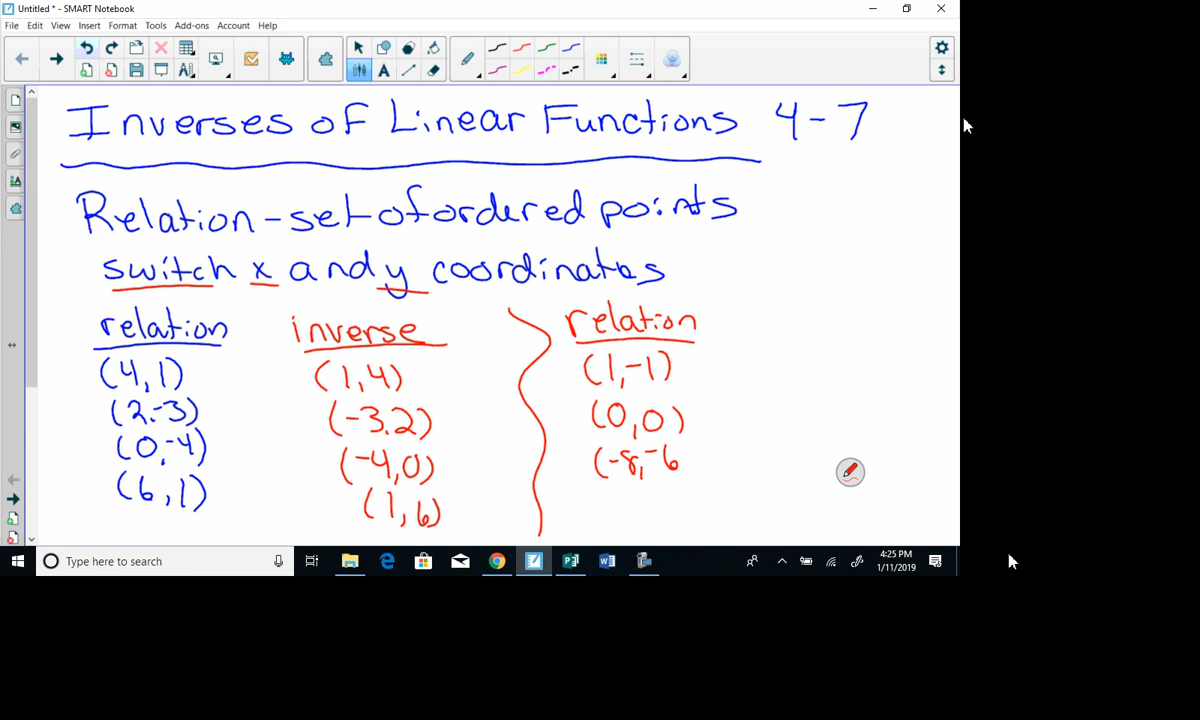 Untitled * - SMART Notebook
File Edit View Insert Format Tools Add-ons Account Help
Inverses of Linear Functions 4-7
Relation - set of ordered points
switch x and y coordinates
relation inverse relation
(4,1) (1,4) (1,-1)
(2,-3) (-3,2) (0,0)
(0,-4) (-4,0) (-8,-6
(6,1) (1,6)
Type here to search
4:25 PM
1/11/2019